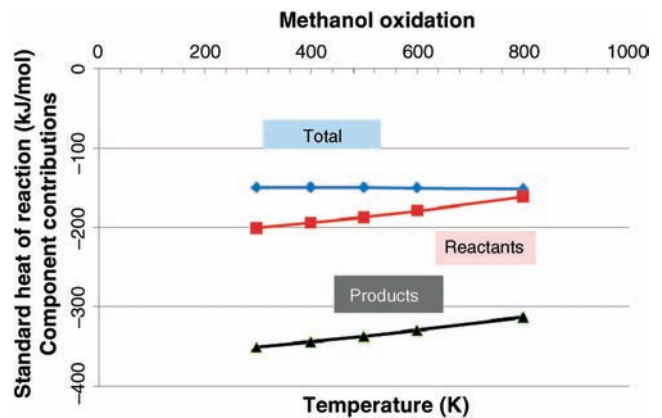 Methanol oxidation
0 200 400 600 800 1000
0
−100
−200
−300
−400
Standard heat of reaction (kJ/mol)
Component contributions
Total
Reactants
Products
Temperature (K)